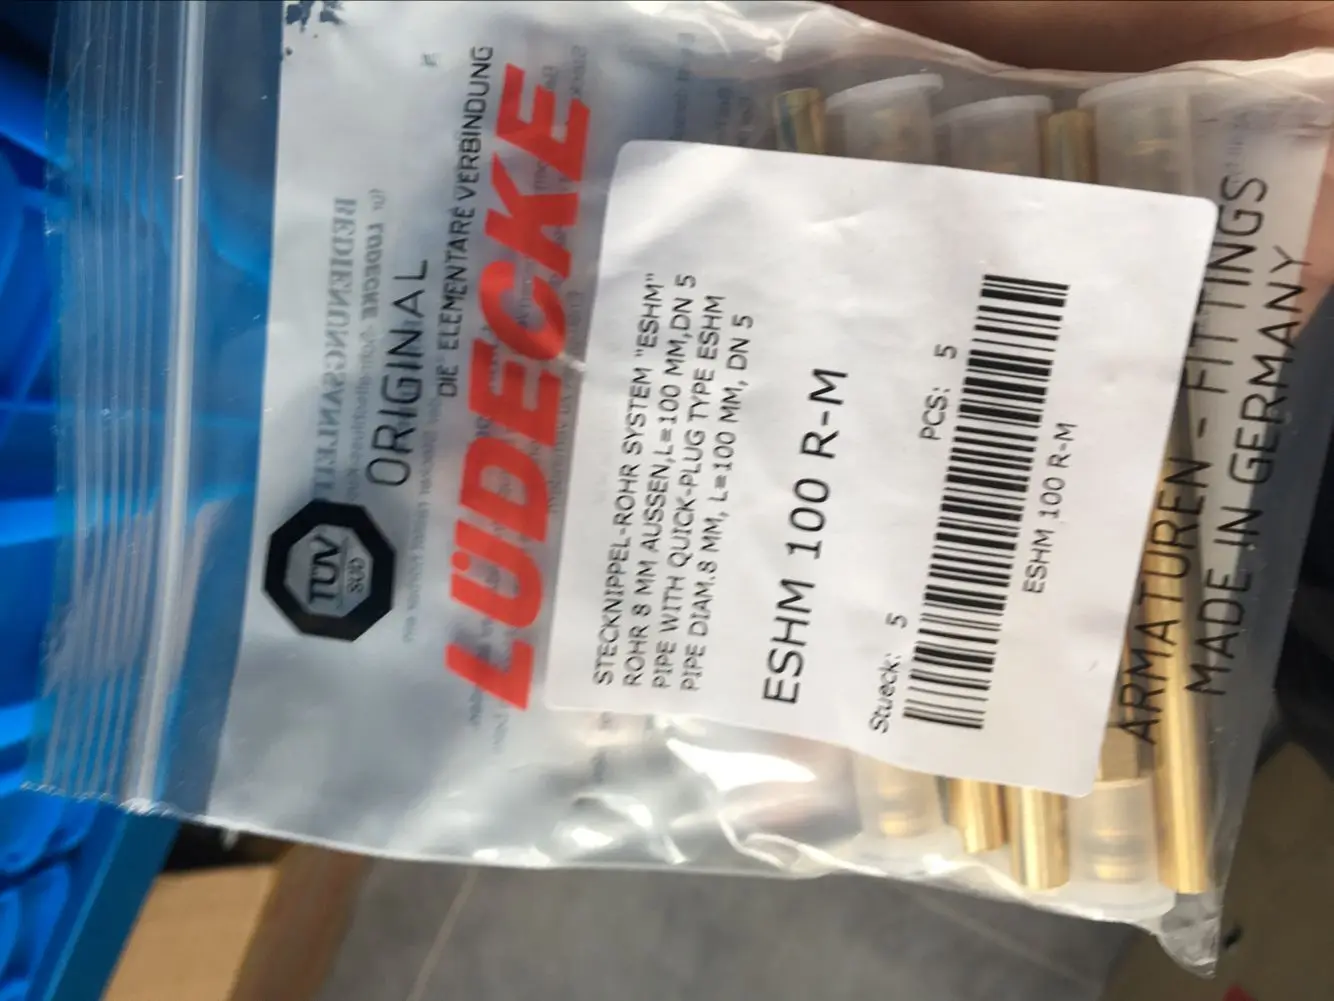 ORIGINAL
TÜV
SÜD
DIE ELEMENTARE VERBINDUNG
LÜDECKE
STECKNIPPEL-ROHR SYSTEM "ESHM"
ROHR 8 MM AUSSEN,L=100 MM,DN 5
PIPE WITH QUICK-PLUG TYPE ESHM
PIPE DIAM.8 MM, L=100 MM, DN 5
ESHM 100 R-M
Stueck: 5 PCS: 5
ESHM 100 R-M
ARMATUREN - FITTINGS
MADE IN GERMANY